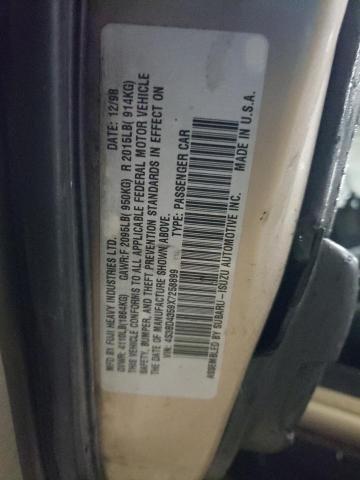 MFD BY FUJI HEAVY INDUSTRIES LTD. DATE: 12/98
GVWR: 4110LB(1864KG) GAWR:F 2095LB( 950KG) R 2015LB( 914KG)
THIS VEHICLE CONFORMS TO ALL APPLICABLE FEDERAL MOTOR VEHICLE
SAFETY, BUMPER, AND THEFT PREVENTION STANDARDS IN EFFECT ON
THE DATE OF MANUFACTURE SHOWN ABOVE.
VIN: 4S3BD4359X7258899 TYPE: PASSENGER CAR
ASSEMBLED BY SUBARU-ISUZU AUTOMOTIVE INC. MADE IN U.S.A.